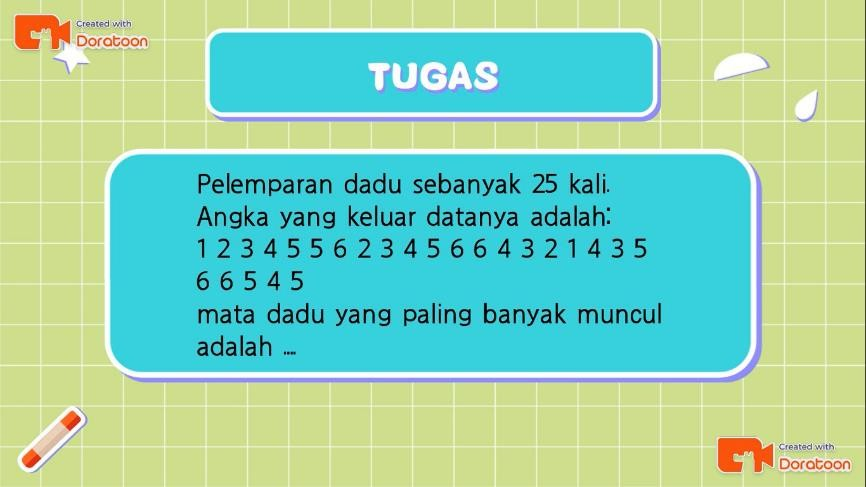 Created with
Doratoon
TUGAS
Pelemparan dadu sebanyak 25 kali.
Angka yang keluar datanya adalah:
1 2 3 4 5 5 6 2 3 4 5 6 6 4 3 2 1 4 3 5
6 6 5 4 5
mata dadu yang paling banyak muncul
adalah ....
Created with
Doratoon